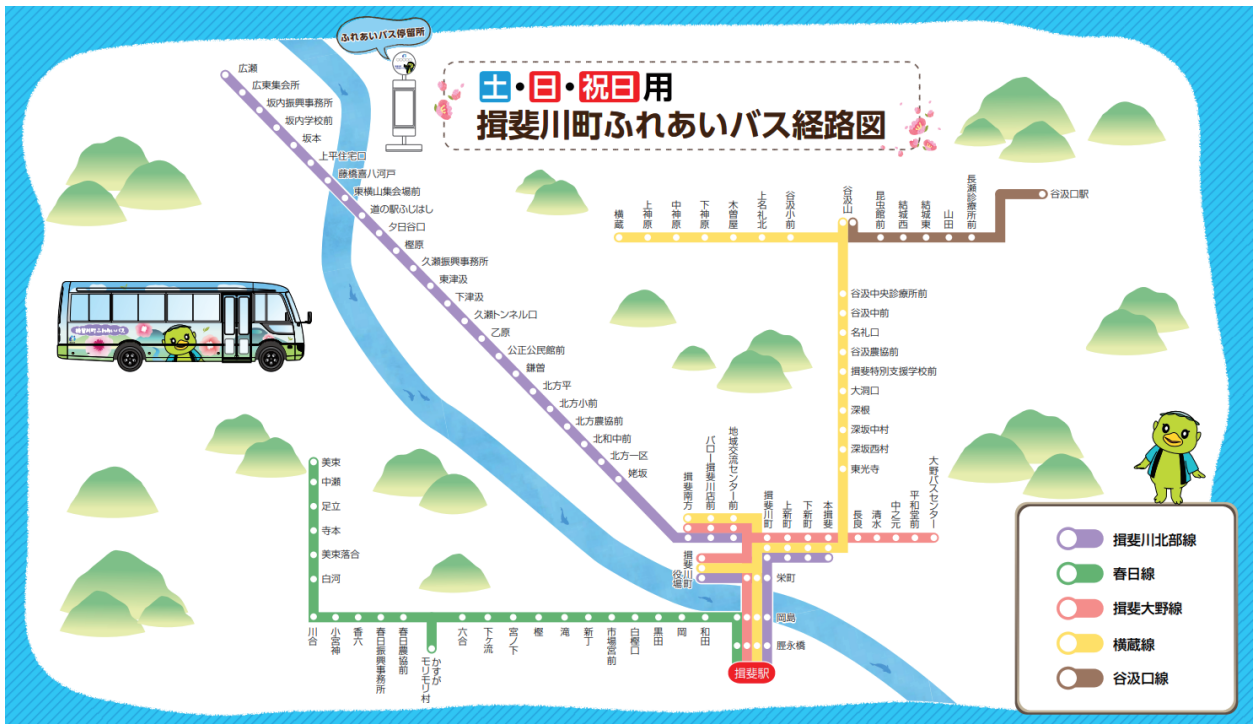 ふれあいバス停留所
土・日・祝日用
揖斐川町ふれあいバス経路図
広瀬
広東集会所
坂内振興事務所
坂内学校前
坂本
上平住宅口
藤橋喜八河戸
東横山集会場前
道の駅ふじはし
夕日谷口
樫原
久瀬振興事務所
東津汲
下津汲
久瀬トンネル口
乙原
公正公民館前
鎌曽
北方平
北方小前
北方農協前
北和中前
北方一区
姥坂
横蔵
上神原
中神原
下神原
木曽屋
上名礼北
谷汲小前
谷汲山
昆虫館前
結城西
結城東
山田
長瀬診療所前
谷汲口駅
谷汲中央診療所前
谷汲中前
名礼口
谷汲農協前
揖斐特別支援学校前
大洞口
深根
深坂中村
深坂西村
東光寺
揖斐南方
バロー揖斐川店前
地域交流センター前
揖斐川町
上新町
下新町
本揖斐
長良
清水
中之元
平和堂前
大野バスセンター
揖斐川町
役場
栄町
岡島
歴永橋
揖斐駅
美束
中瀬
足立
寺本
美束落合
白河
川合
小宮神
香六
春日振興事務所
春日農協前
かすが
モリモリ村
六合
下ケ流
宮ノ下
樫
滝
新丁
市場宮前
白樫口
黒田
岡
和田
揖斐川北部線
春日線
揖斐大野線
横蔵線
谷汲口線